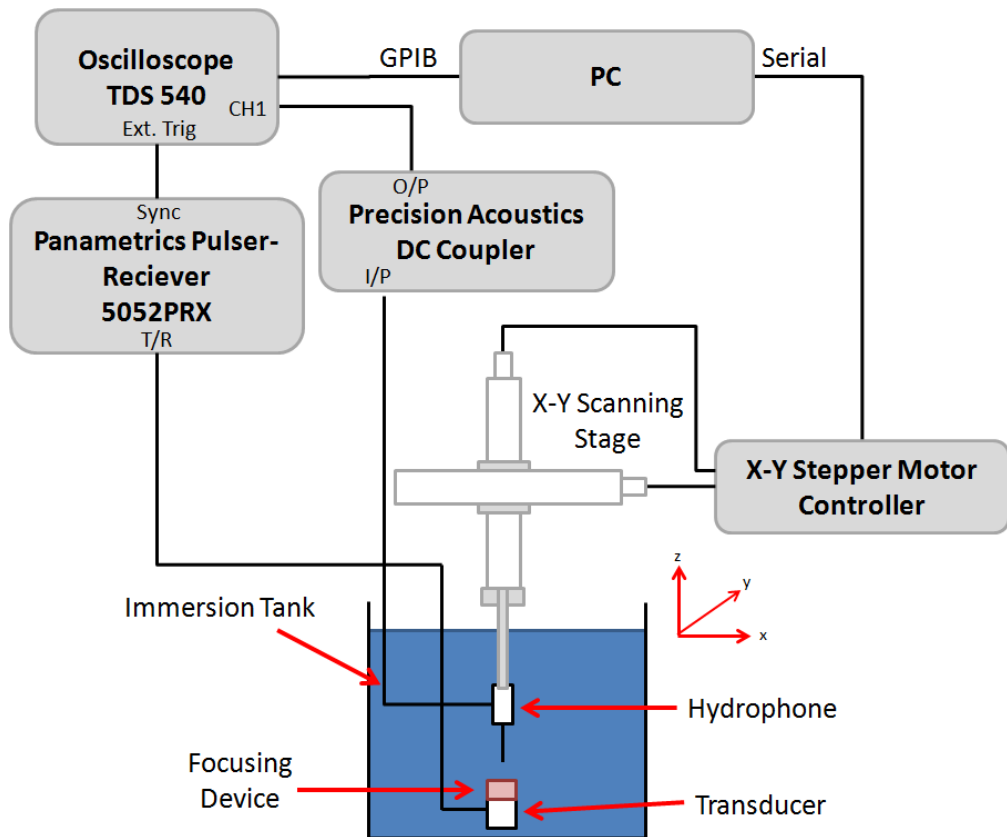 Oscilloscope
TDS 540
CH1
Ext. Trig
GPIB
PC
Serial
Sync
Panametrics Pulser-
Reciever
5052PRX
T/R
O/P
Precision Acoustics
DC Coupler
I/P
X-Y Scanning
Stage
X-Y Stepper Motor
Controller
z
y
x
Immersion Tank
Hydrophone
Focusing
Device
Transducer